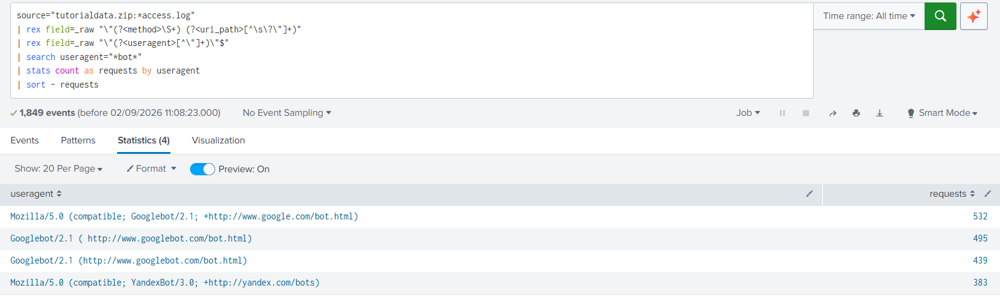 source="tutorialdata.zip:*access.log"
| rex field=_raw "\"(?<method>\S+) (?<uri_path>[^\s\?\"]+)"
| rex field=_raw "\"(?<useragent>[^\"]+)\"$"
| search useragent="*bot*"
| stats count as requests by useragent
| sort - requests
Time range: All time
1,849 events (before 02/09/2026 11:08:23.000)
No Event Sampling
Job
Smart Mode
Events
Patterns
Statistics (4)
Visualization
Show: 20 Per Page
Format
Preview: On
useragent requests
Mozilla/5.0 (compatible; Googlebot/2.1; +http://www.google.com/bot.html) 532
Googlebot/2.1 ( http://www.googlebot.com/bot.html) 495
Googlebot/2.1 (http://www.googlebot.com/bot.html) 439
Mozilla/5.0 (compatible; YandexBot/3.0; +http://yandex.com/bots) 383